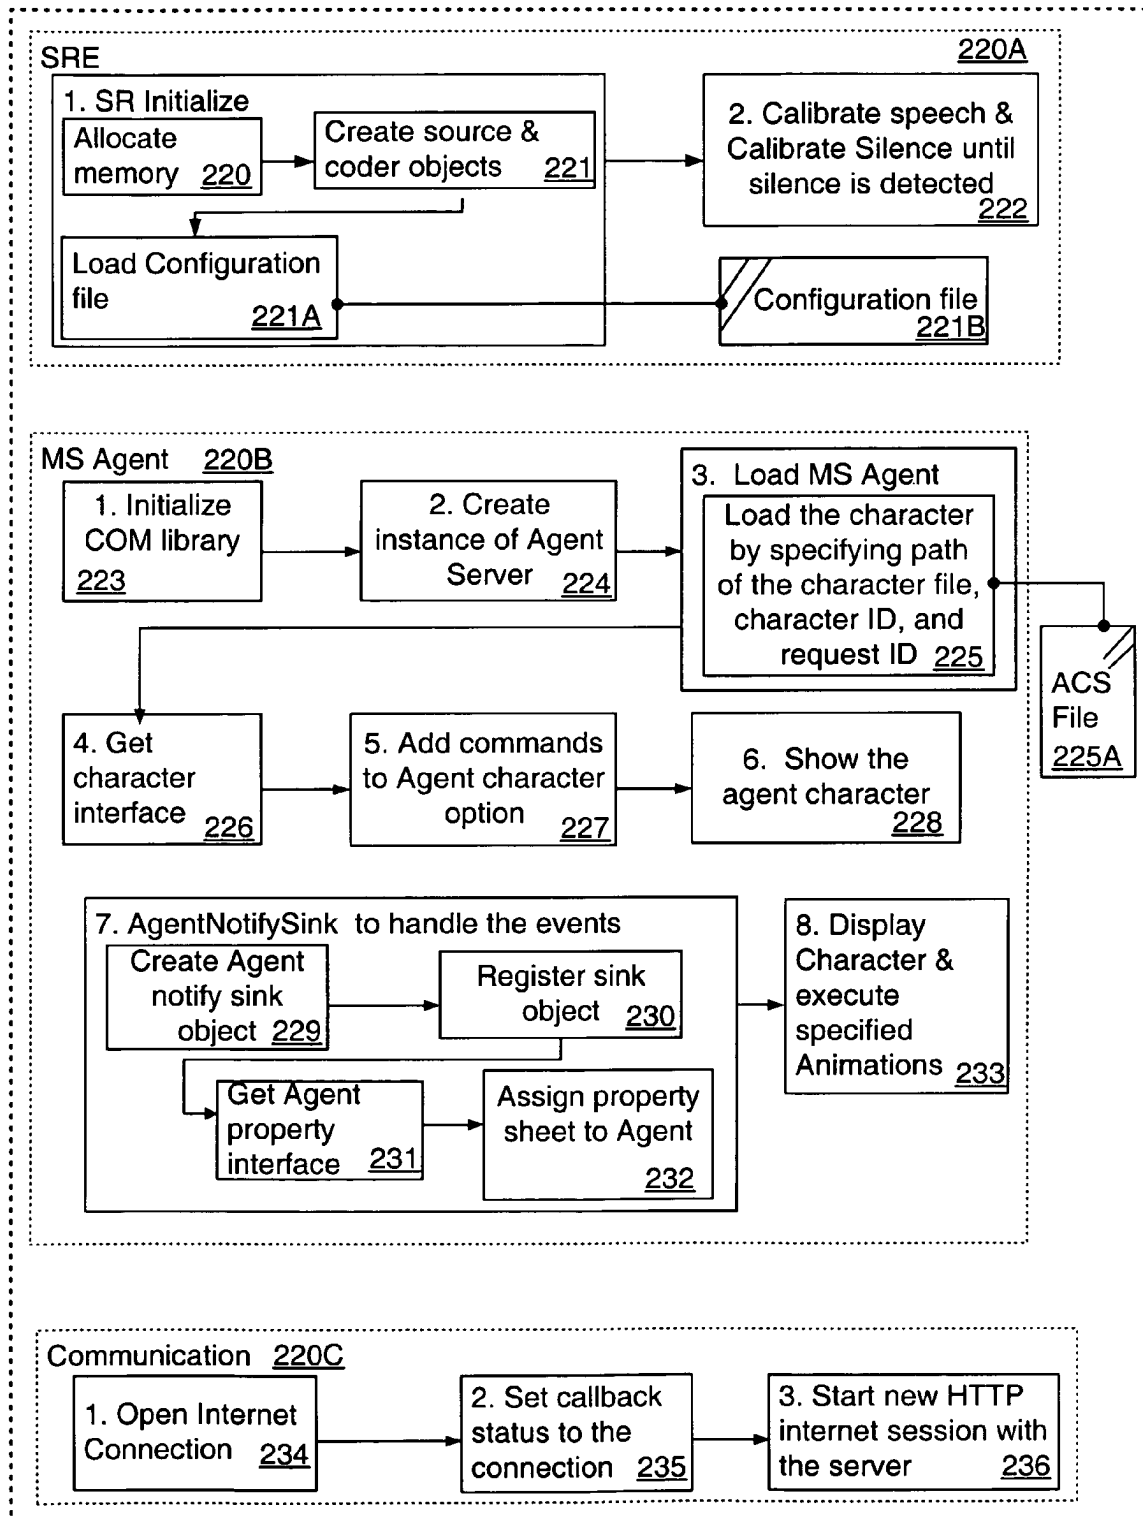 SRE
220A
1. SR Initialize
Allocate
memory 220
Create source &
coder objects 221
2. Calibrate speech &
Calibrate Silence until
silence is detected
222
Load Configuration
file
221A
Configuration file
221B
MS Agent 220B
1. Initialize
COM library
223
2. Create
instance of Agent
Server 224
3. Load MS Agent
Load the character
by specifying path
of the character file,
character ID, and
request ID 225
ACS
File
225A
4. Get
character
interface
226
5. Add commands
to Agent character
option 227
6. Show the
agent character
228
7. AgentNotifySink to handle the events
Create Agent
notify sink
object 229
Register sink
object 230
Get Agent
property
interface 231
Assign property
sheet to Agent
232
8. Display
Character &
execute
specified
Animations 233
Communication 220C
1. Open Internet
Connection 234
2. Set callback
status to the
connection 235
3. Start new HTTP
internet session with
the server 236